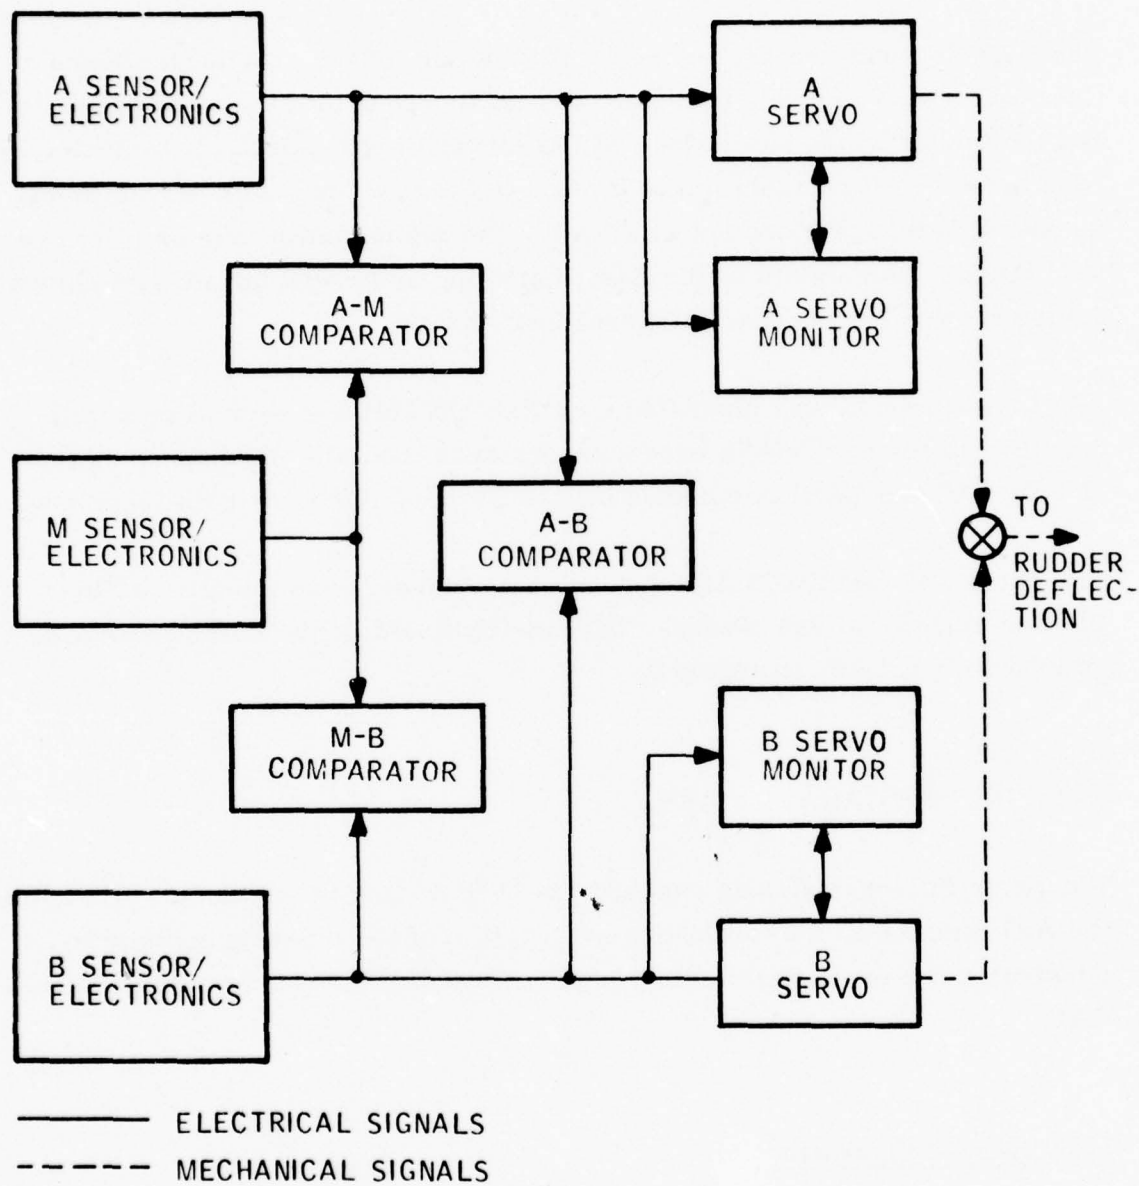 A SENSOR/
ELECTRONICS
A
SERVO
A-M
COMPARATOR
A SERVO
MONITOR
M SENSOR/
ELECTRONICS
A-B
COMPARATOR
TO
RUDDER
DEFLEC-
TION
M-B
COMPARATOR
B SERVO
MONITOR
B SENSOR/
ELECTRONICS
B
SERVO
ELECTRICAL SIGNALS
MECHANICAL SIGNALS